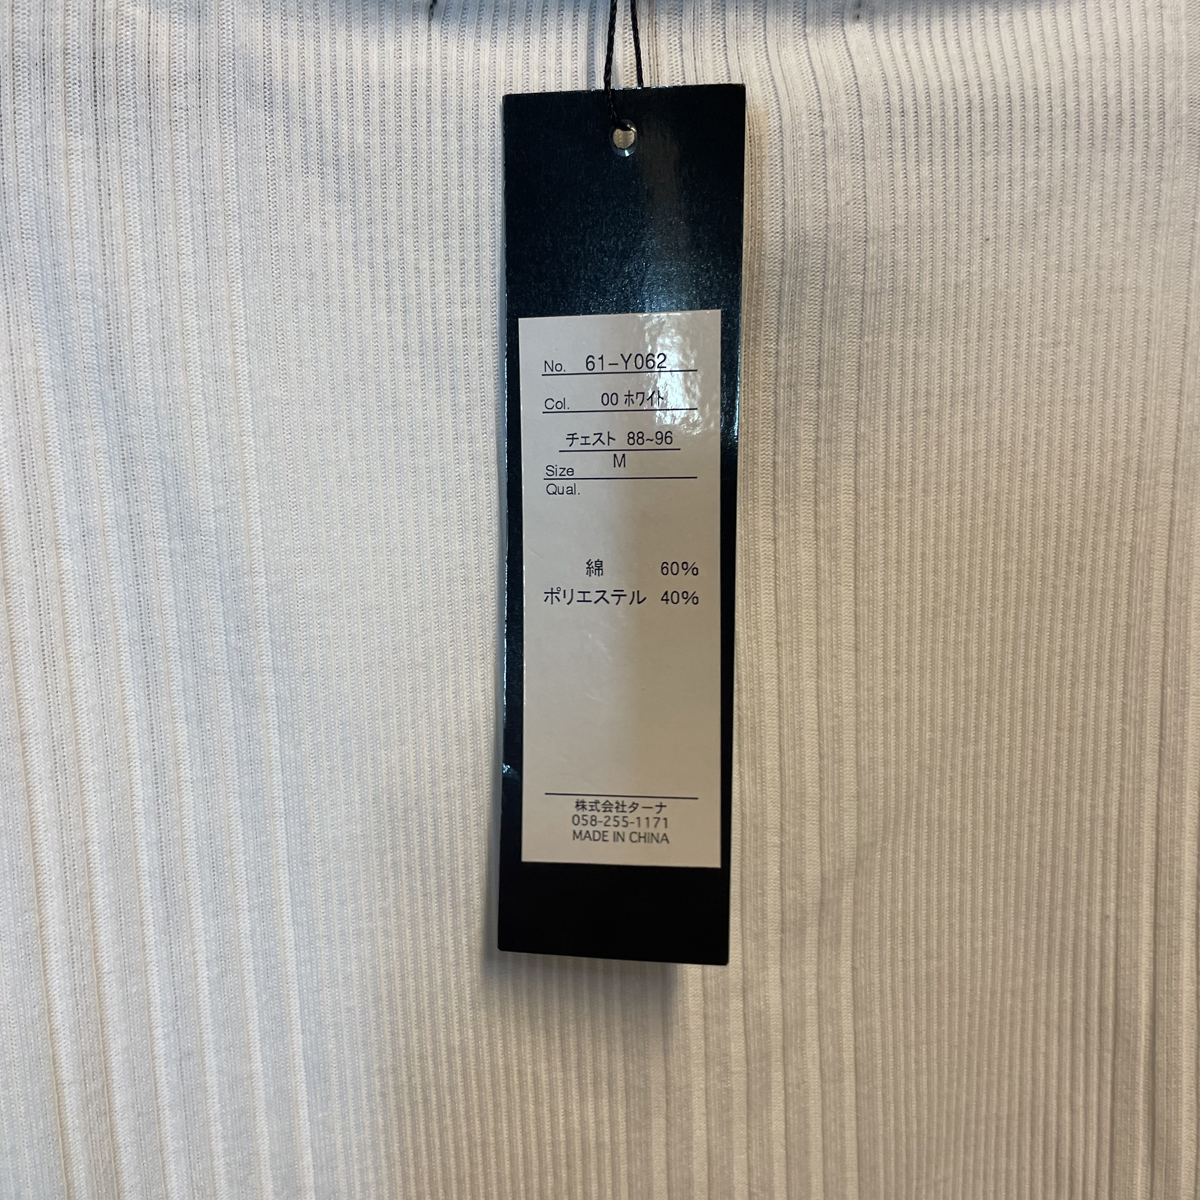 No. 61-Y062
Col. 00 ホワイト
チェスト 88~96
Size M
Qual.
綿 60%
ポリエステル 40%
株式会社ターナ
058-255-1171
MADE IN CHINA